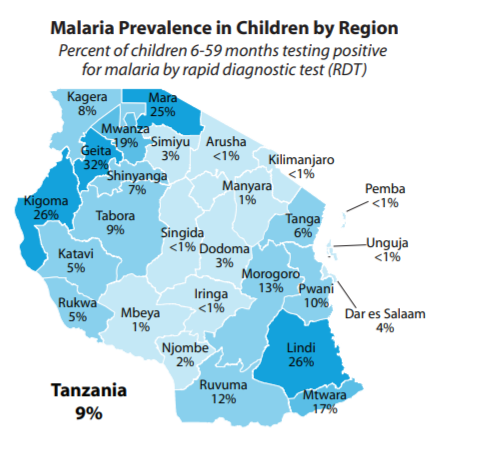 Malaria Prevalence in Children by Region
Percent of children 6-59 months testing positive
for malaria by rapid diagnostic test (RDT)
Kagera
8%
Mara
25%
Mwanza
19%
Geita
32%
Simiyu
3%
Arusha
<1%
Kilimanjaro
<1%
Shinyanga
7%
Manyara
1%
Pemba
<1%
Kigoma
26%
Tabora
9%
Singida
<1%
Dodoma
3%
Tanga
6%
Unguja
<1%
Katavi
5%
Morogoro
13%
Pwani
10%
Rukwa
5%
Mbeya
1%
Iringa
<1%
Dar es Salaam
4%
Njombe
2%
Lindi
26%
Ruvuma
12%
Mtwara
17%
Tanzania
9%